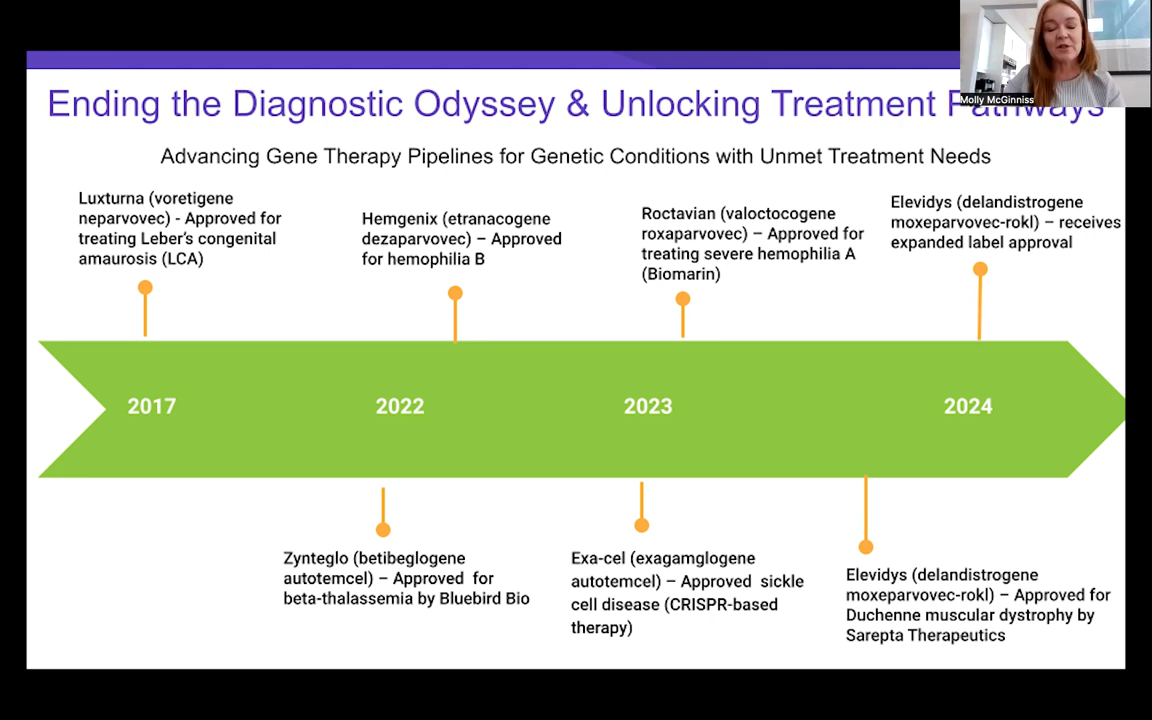 Molly McGinniss
Ending the Diagnostic Odyssey & Unlocking Treatment Pathways
Advancing Gene Therapy Pipelines for Genetic Conditions with Unmet Treatment Needs
Luxturna (voretigene
neparvovec) - Approved for
treating Leber's congenital
amaurosis (LCA)
Hemgenix (etranacogene
dezaparvovec) – Approved
for hemophilia B
Roctavian (valoctocogene
roxaparvovec) – Approved for
treating severe hemophilia A
(Biomarin)
Elevidys (delandistrogene
moxeparvovec-rokl) – receives
expanded label approval
2017
2022
2023
2024
Zynteglo (betibeglogene
autotemcel) – Approved for
beta-thalassemia by Bluebird Bio
Exa-cel (exagamglogene
autotemcel) – Approved sickle
cell disease (CRISPR-based
therapy)
Elevidys (delandistrogene
moxeparvovec-rokl) – Approved for
Duchenne muscular dystrophy by
Sarepta Therapeutics